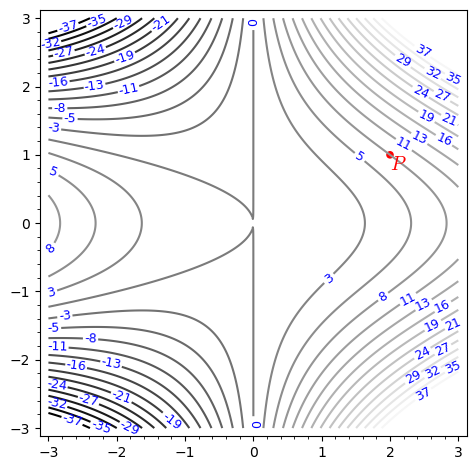 3
-37 -35 -29 -21 0 37
-32 -27 -24 -19 29 32 35
-16 -13 -11 24 27
-8 19 21
-5 13 16
-3 11
5 5 P
8 3
3 8 11 13 16
-3 19 21
-5 -8 24 27
-11 -13 29 32 35
-16 37
-24 -21
-32 -27 -19
-37 -35 -29 0
2
1
0
−1
−2
−3
−3 −2 −1 0 1 2 3